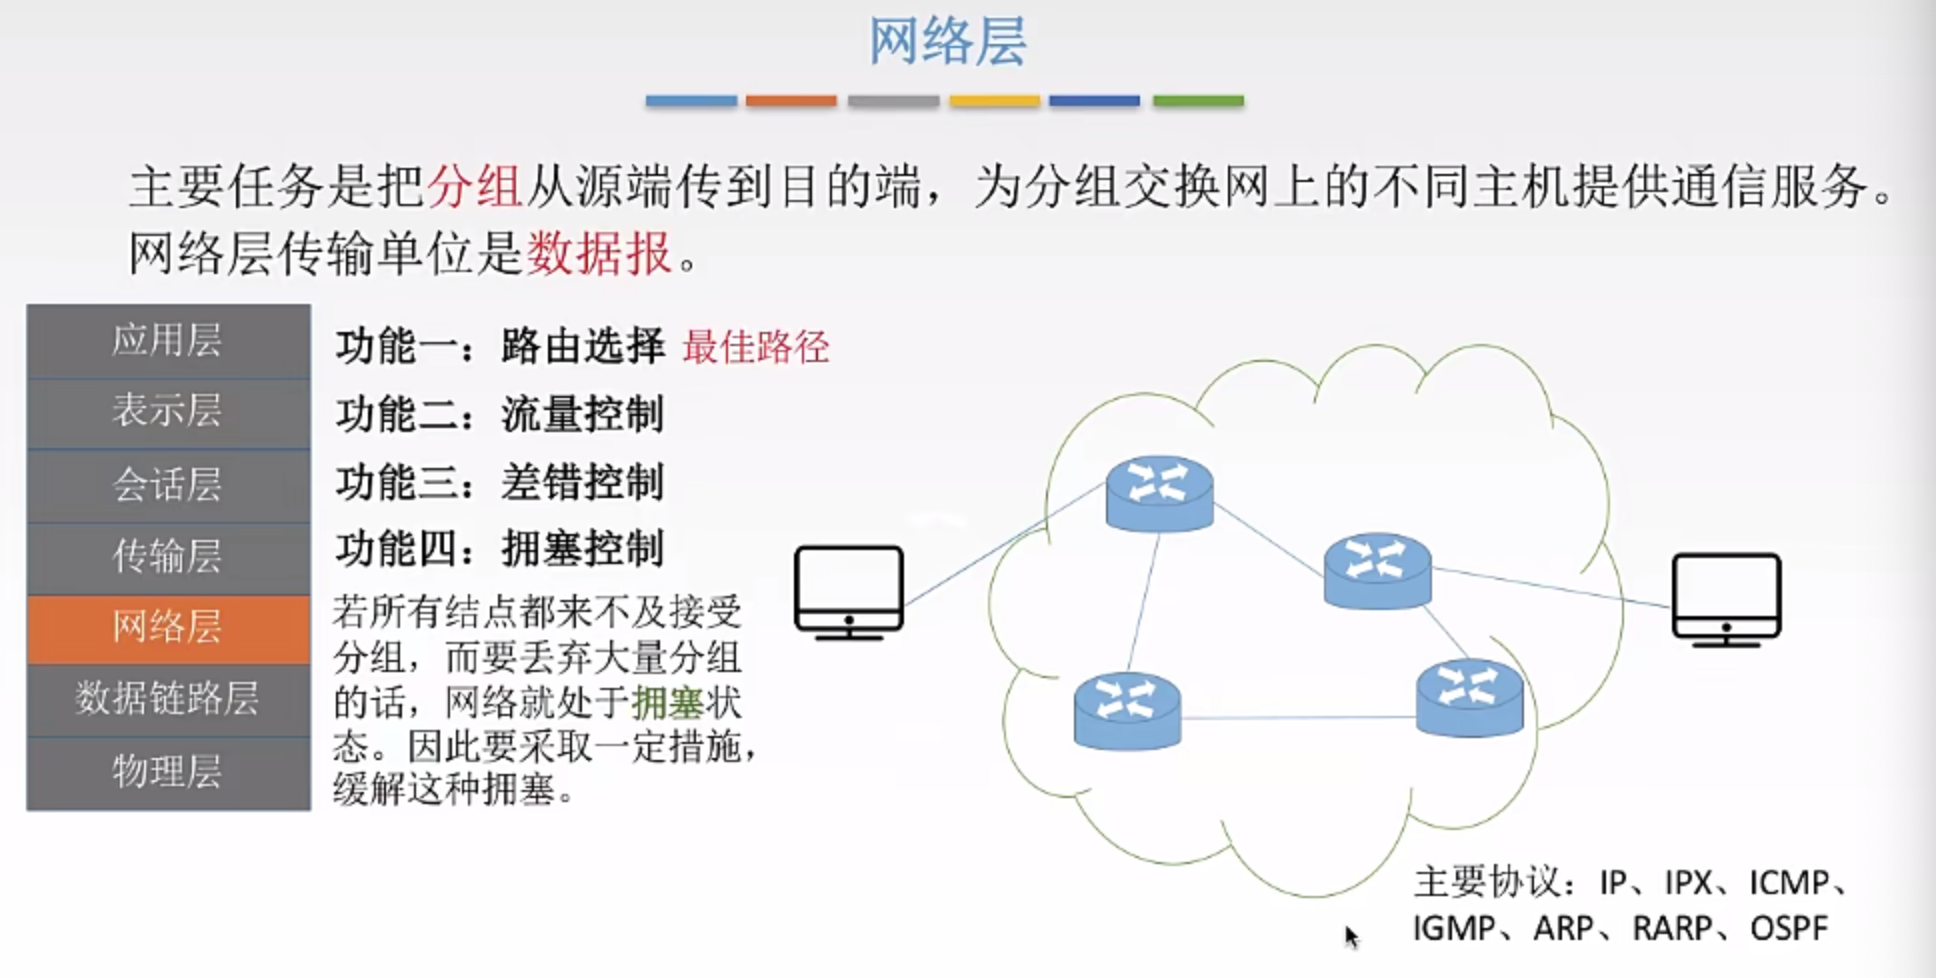 网络层
主要任务是把分组从源端传到目的端，为分组交换网上的不同主机提供通信服务。
网络层传输单位是数据报。
应用层
表示层
会话层
传输层
网络层
数据链路层
物理层
功能一：路由选择 最佳路径
功能二：流量控制
功能三：差错控制
功能四：拥塞控制
若所有结点都来不及接受
分组，而要丢弃大量分组
的话，网络就处于拥塞状
态。因此要采取一定措施，
缓解这种拥塞。
主要协议：IP、IPX、ICMP、
IGMP、ARP、RARP、OSPF